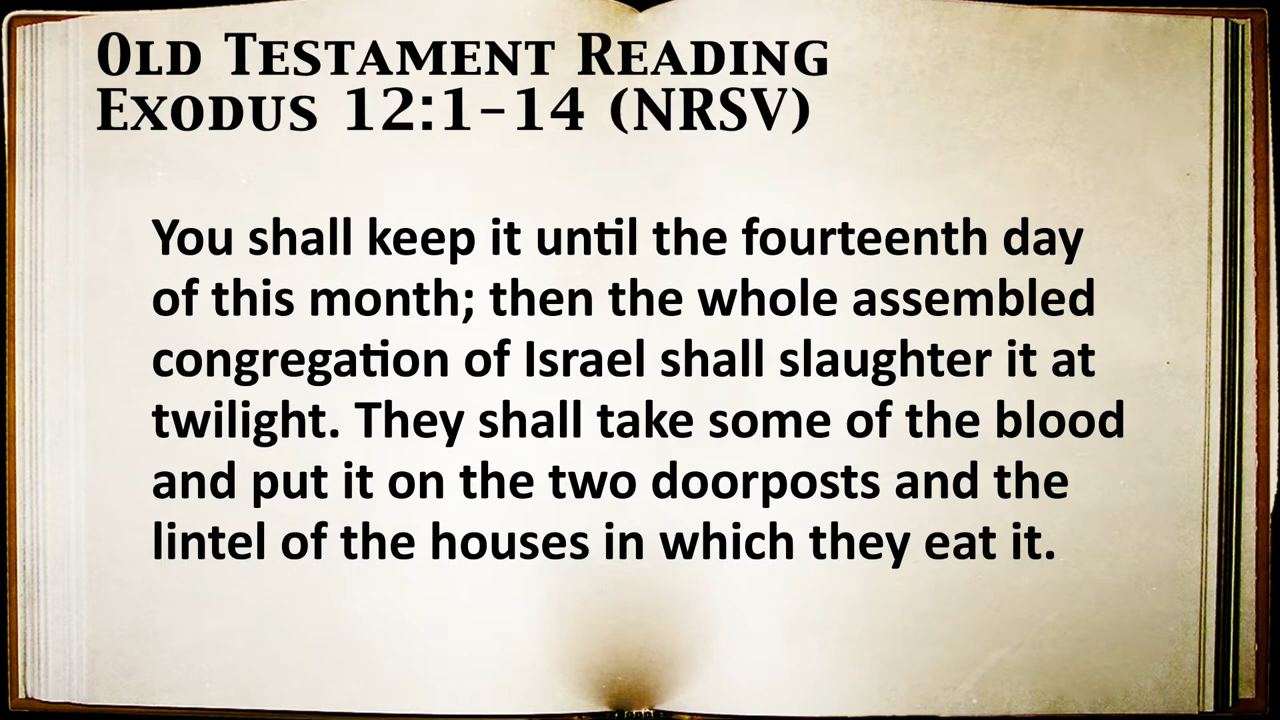 Old Testament Reading
Exodus 12:1-14 (NRSV)
You shall keep it until the fourteenth day
of this month; then the whole assembled
congregation of Israel shall slaughter it at
twilight. They shall take some of the blood
and put it on the two doorposts and the
lintel of the houses in which they eat it.